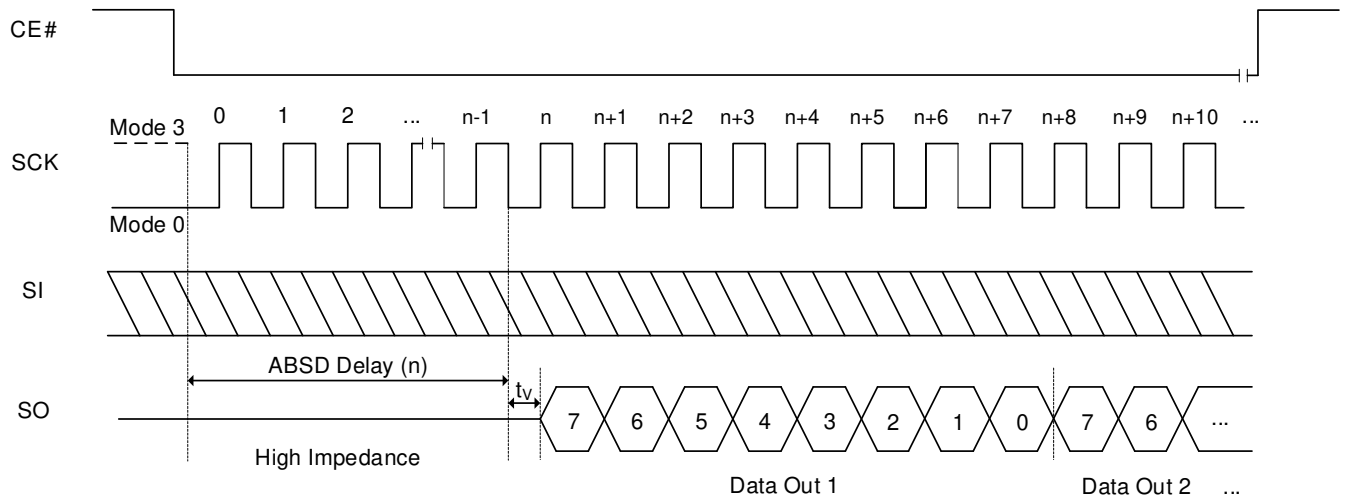 CE#
Mode 3
0 1 2 ... n-1 n n+1 n+2 n+3 n+4 n+5 n+6 n+7 n+8 n+9 n+10 ...
SCK
Mode 0
SI
ABSD Delay (n)
tV
SO
7 6 5 4 3 2 1 0 7 6 ...
High Impedance
Data Out 1 Data Out 2 ...